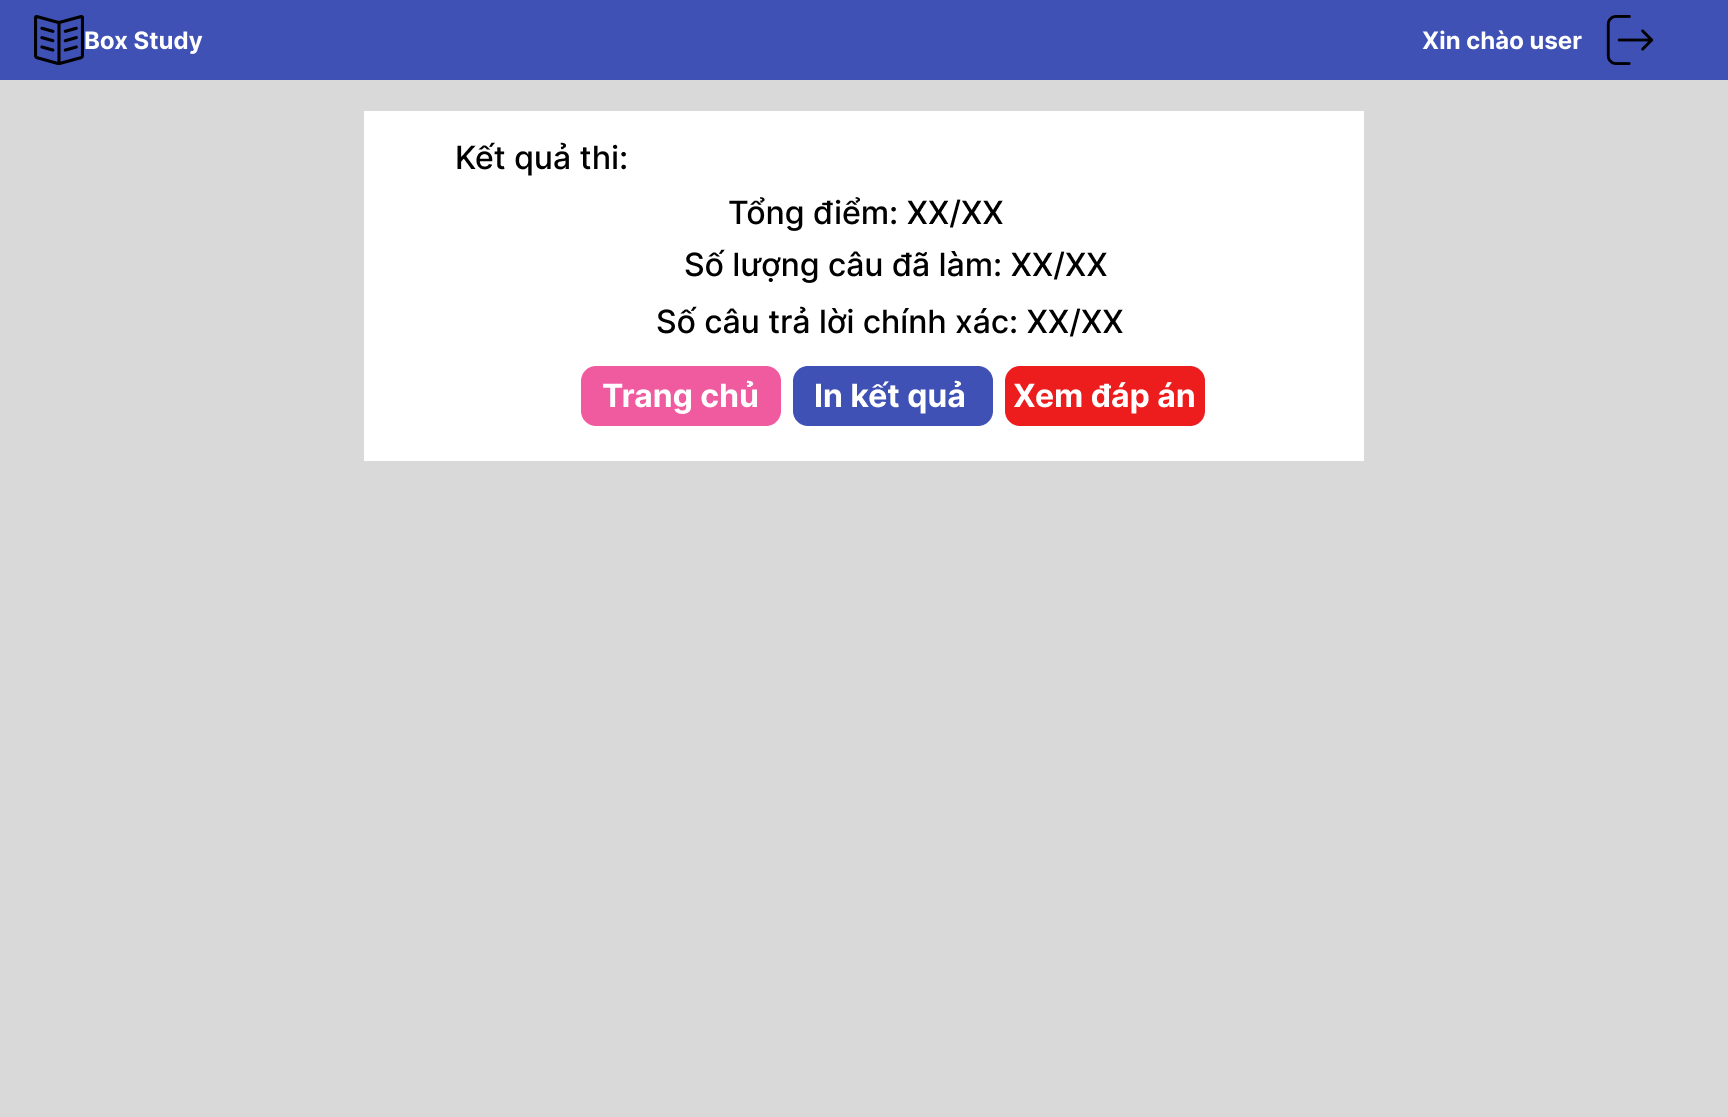 Box Study
Xin chào user
Kết quả thi:
Tổng điểm: XX/XX
Số lượng câu đã làm: XX/XX
Số câu trả lời chính xác: XX/XX
Trang chủ
In kết quả
Xem đáp án